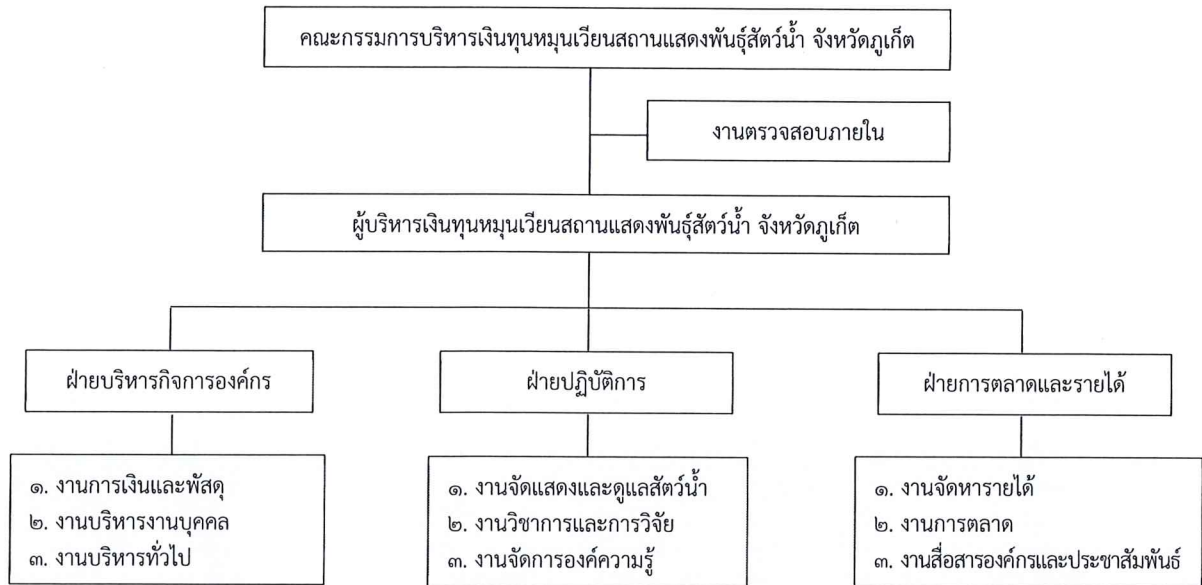 คณะกรรมการบริหารเงินทุนหมุนเวียนสถานแสดงพันธุ์สัตว์น้ำ จังหวัดภูเก็ต
งานตรวจสอบภายใน
ผู้บริหารเงินทุนหมุนเวียนสถานแสดงพันธุ์สัตว์น้ำ จังหวัดภูเก็ต
ฝ่ายบริหารกิจการองค์กร
๑. งานการเงินและพัสดุ
๒. งานบริหารงานบุคคล
๓. งานบริหารทั่วไป
ฝ่ายปฏิบัติการ
๑. งานจัดแสดงและดูแลสัตว์น้ำ
๒. งานวิชาการและการวิจัย
๓. งานจัดการองค์ความรู้
ฝ่ายการตลาดและรายได้
๑. งานจัดหารายได้
๒. งานการตลาด
๓. งานสื่อสารองค์กรและประชาสัมพันธ์